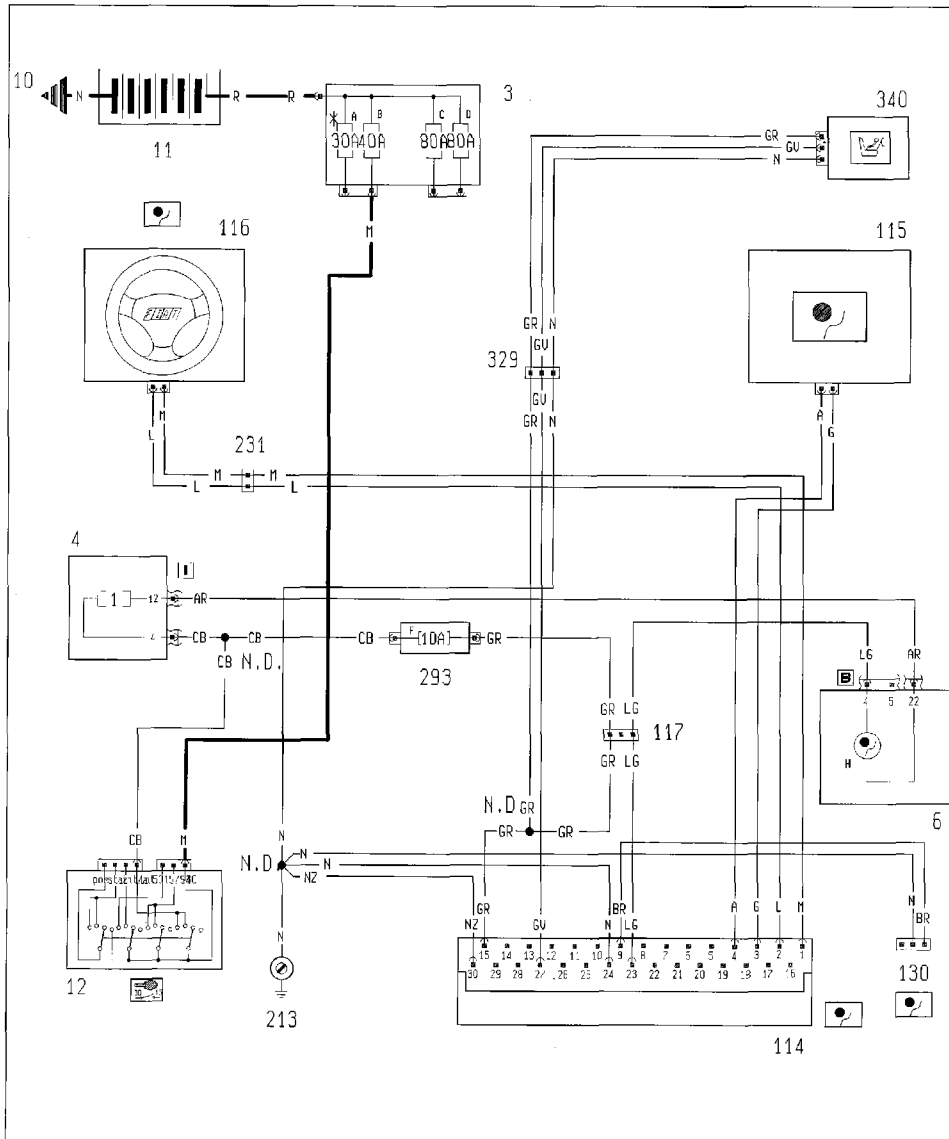 10
N
R
R
3
A
B
C
D
30A
40A
80A
80A
11
M
340
GR
GV
N
116
FIAT
115
GR
N
GV
329
GV
GR
N
M
L
A
G
231
M
M
L
L
4
1
12
AR
4
CB
CB
CB
N.D.
CB
F
10A
GR
293
LG
AR
B
4
5
22
H
6
GR
LG
117
GR
LG
N.D
GR
GR
GR
CB
M
N
N.D
N
N
NZ
12
N
213
GR
NZ
GV
N
BR
LG
A
G
L
M
N
BR
15
14
13
12
11
10
9
8
7
6
5
4
3
2
1
30
29
28
27
26
25
24
23
22
21
20
19
18
17
16
114
130